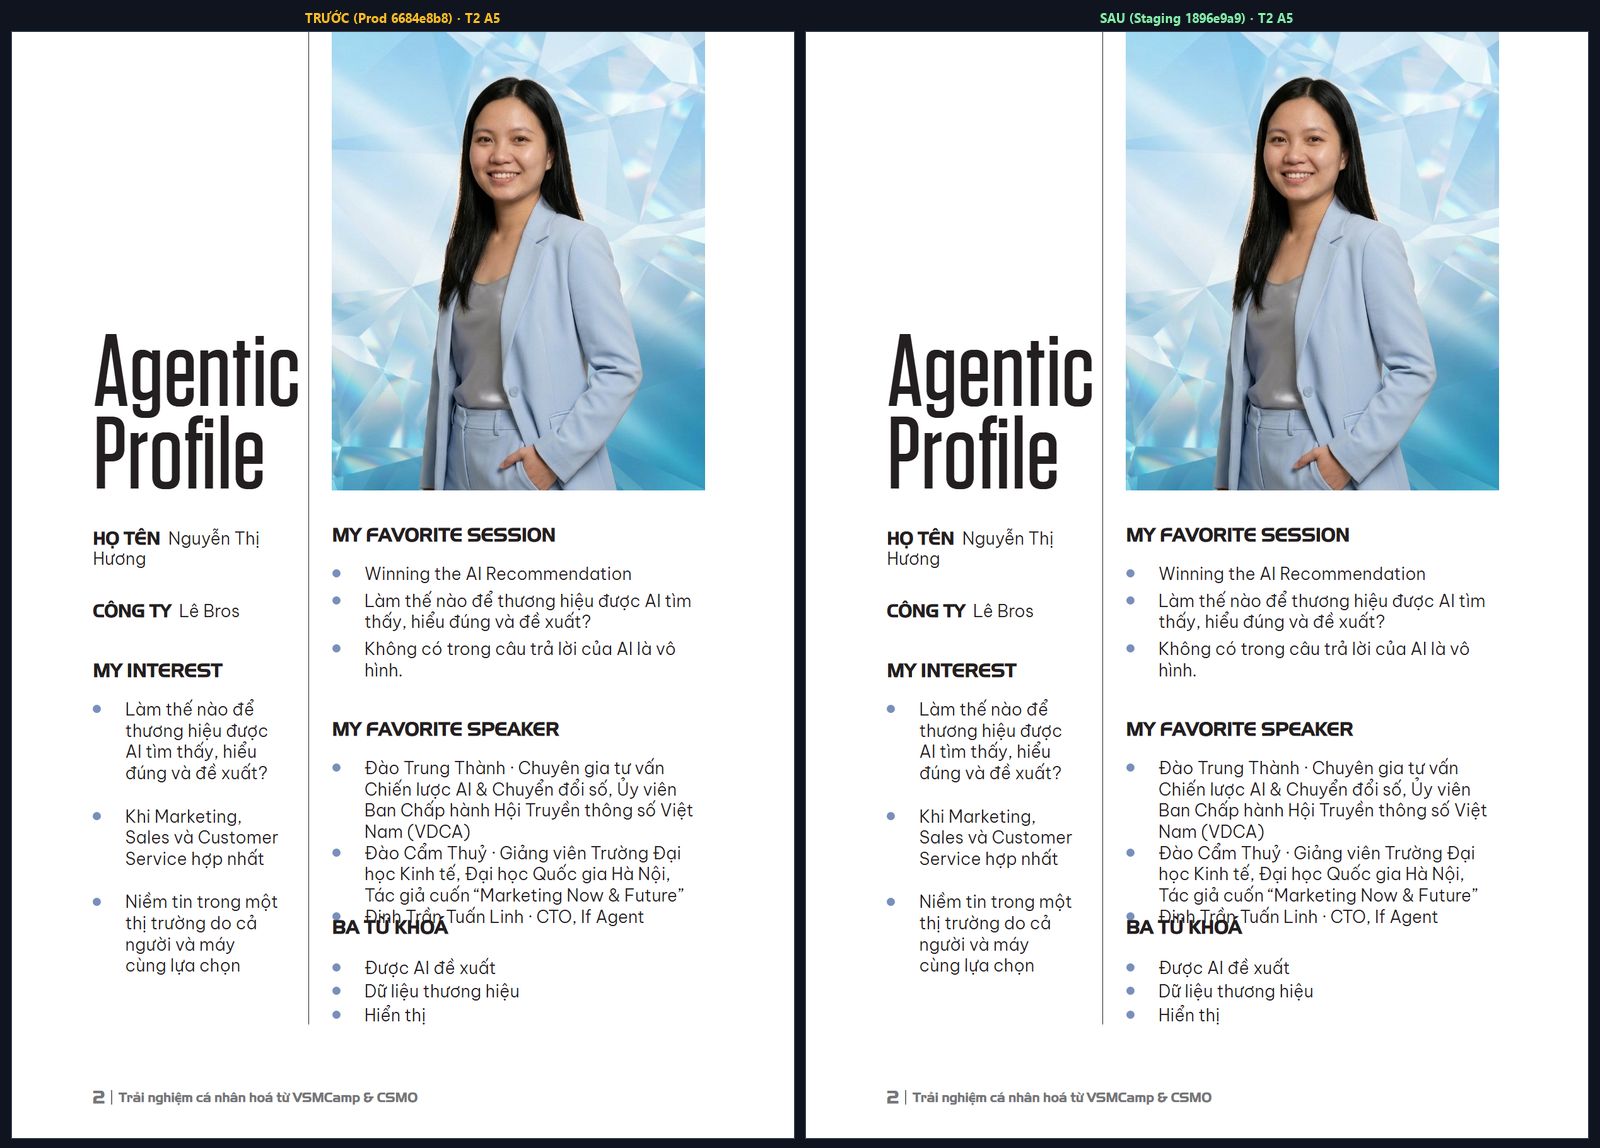 TRƯỚC (Prod 6684e8b8) · T2 A5
Agentic
Profile
HỌ TÊN Nguyễn Thị
Hương
CÔNG TY Lê Bros
MY INTEREST
Làm thế nào để
thương hiệu được
AI tìm thấy, hiểu
đúng và đề xuất?
Khi Marketing,
Sales và Customer
Service hợp nhất
Niềm tin trong một
thị trường do cả
người và máy
cùng lựa chọn
MY FAVORITE SESSION
Winning the AI Recommendation
Làm thế nào để thương hiệu được AI tìm
thấy, hiểu đúng và đề xuất?
Không có trong câu trả lời của AI là vô
hình.
MY FAVORITE SPEAKER
Đào Trung Thành · Chuyên gia tư vấn
Chiến lược AI & Chuyển đổi số, Ủy viên
Ban Chấp hành Hội Truyền thông số Việt
Nam (VDCA)
Đào Cẩm Thuỷ · Giảng viên Trường Đại
học Kinh tế, Đại học Quốc gia Hà Nội,
Tác giả cuốn “Marketing Now & Future”
Đinh Trần Tuấn Linh · CTO, If Agent
BA TỪ KHOÁ
Được AI đề xuất
Dữ liệu thương hiệu
Hiển thị
2 | Trải nghiệm cá nhân hoá từ VSMCamp & CSMO
SAU (Staging 1896e9a9) · T2 A5
Agentic
Profile
HỌ TÊN Nguyễn Thị
Hương
CÔNG TY Lê Bros
MY INTEREST
Làm thế nào để
thương hiệu được
AI tìm thấy, hiểu
đúng và đề xuất?
Khi Marketing,
Sales và Customer
Service hợp nhất
Niềm tin trong một
thị trường do cả
người và máy
cùng lựa chọn
MY FAVORITE SESSION
Winning the AI Recommendation
Làm thế nào để thương hiệu được AI tìm
thấy, hiểu đúng và đề xuất?
Không có trong câu trả lời của AI là vô
hình.
MY FAVORITE SPEAKER
Đào Trung Thành · Chuyên gia tư vấn
Chiến lược AI & Chuyển đổi số, Ủy viên
Ban Chấp hành Hội Truyền thông số Việt
Nam (VDCA)
Đào Cẩm Thuỷ · Giảng viên Trường Đại
học Kinh tế, Đại học Quốc gia Hà Nội,
Tác giả cuốn “Marketing Now & Future”
Đinh Trần Tuấn Linh · CTO, If Agent
BA TỪ KHOÁ
Được AI đề xuất
Dữ liệu thương hiệu
Hiển thị
2 | Trải nghiệm cá nhân hoá từ VSMCamp & CSMO